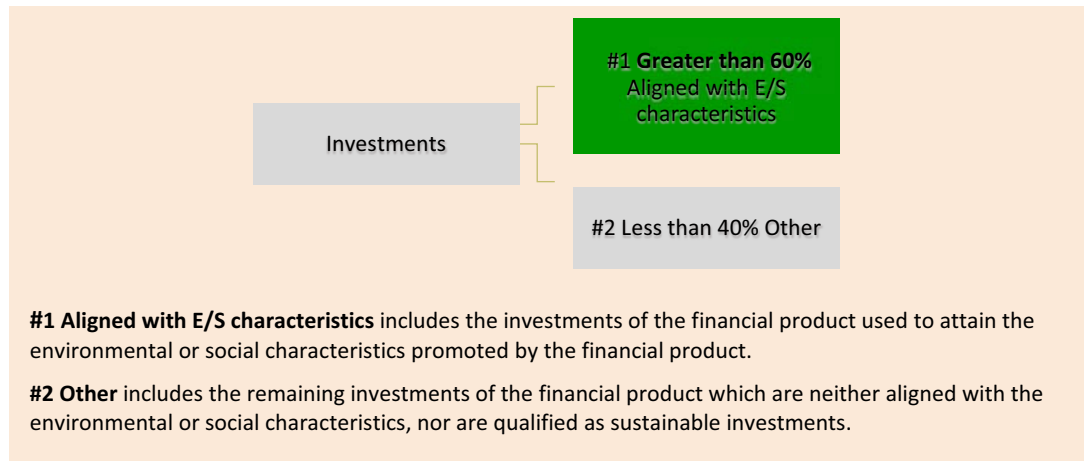 #1 Greater than 60%
Aligned with E/S
characteristics
Investments
#2 Less than 40% Other
#1 Aligned with E/S characteristics includes the investments of the financial product used to attain the
environmental or social characteristics promoted by the financial product.
#2 Other includes the remaining investments of the financial product which are neither aligned with the
environmental or social characteristics, nor are qualified as sustainable investments.